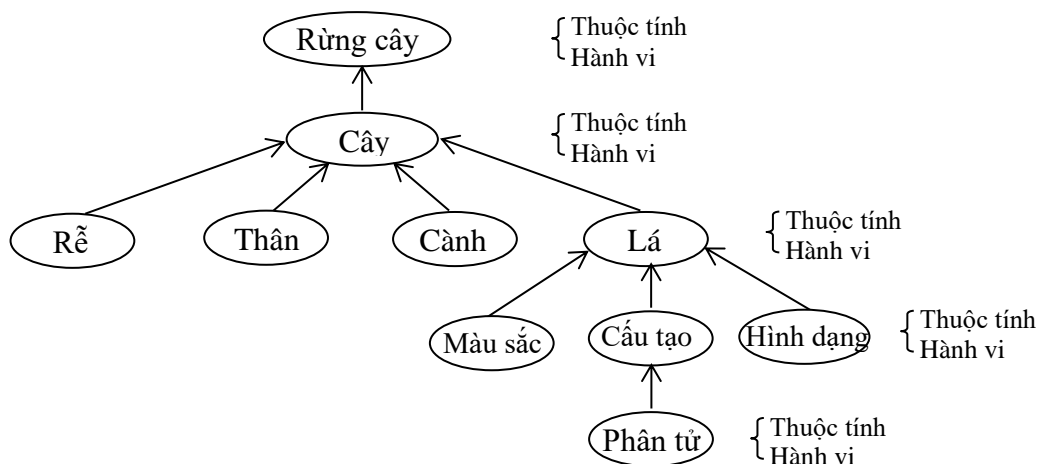 Rừng cây
Thuộc tính
Hành vi
Cây
Thuộc tính
Hành vi
Rễ
Thân
Cành
Lá
Thuộc tính
Hành vi
Màu sắc
Cấu tạo
Hình dạng
Thuộc tính
Hành vi
Phân tử
Thuộc tính
Hành vi